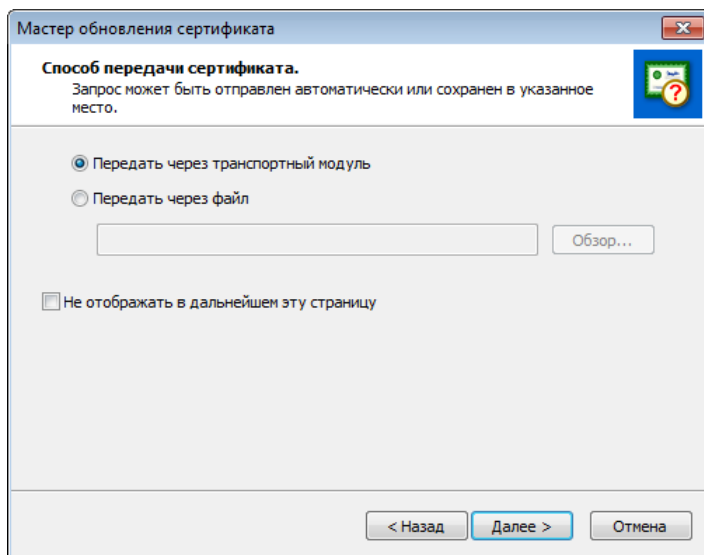 Мастер обновления сертификата
Способ передачи сертификата.
Запрос может быть отправлен автоматически или сохранен в указанное
место.
Передать через транспортный модуль
Передать через файл
Обзор...
Не отображать в дальнейшем эту страницу
< Назад
Далее >
Отмена